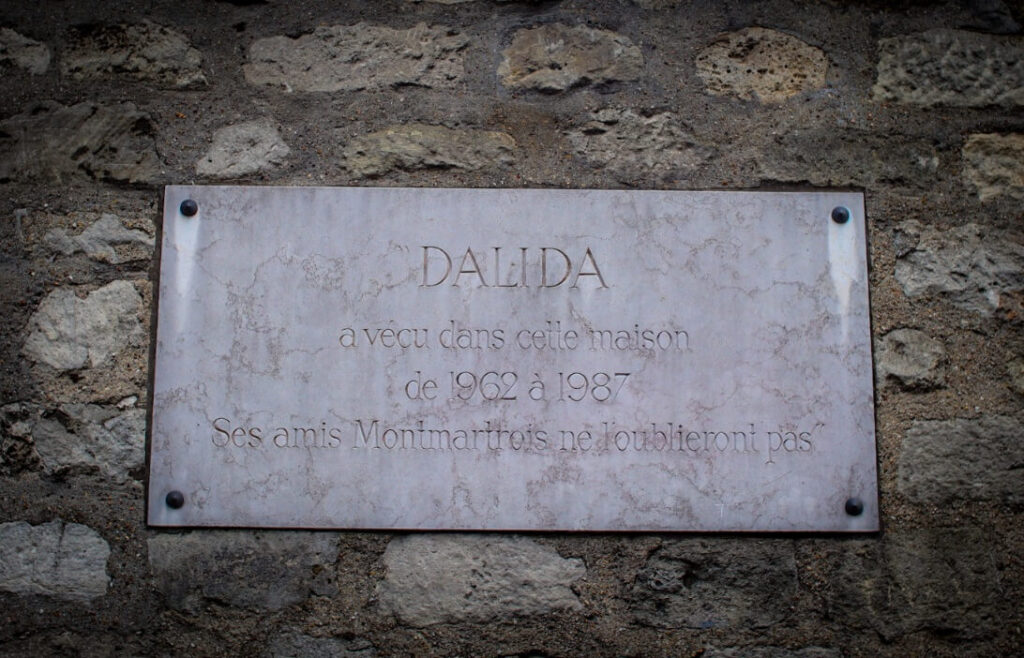 "DALIDA
a vécu dans cette maison
de 1962 à 1987
Ses amis Montmartrois ne l'oublieront pas"